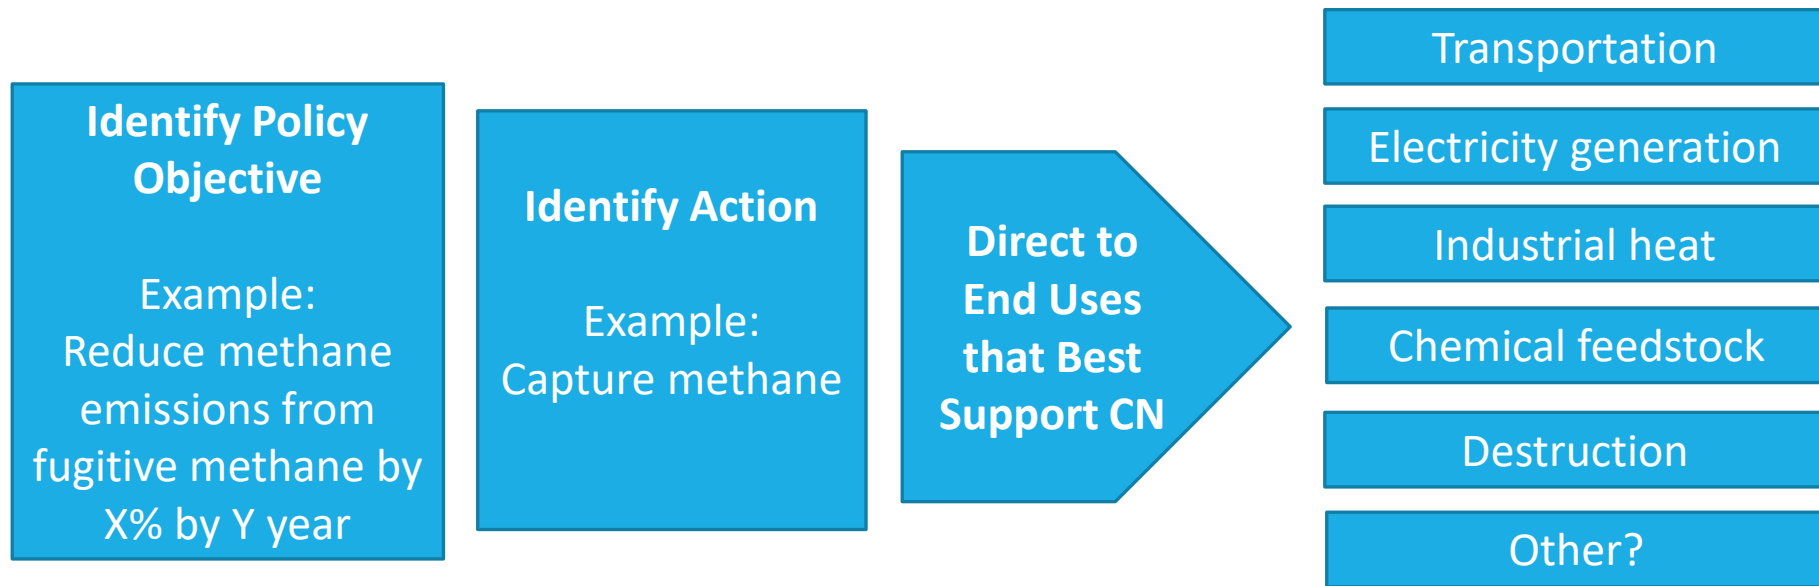 Identify Policy
Objective
Example:
Reduce methane
emissions from
fugitive methane by
X% by Y year
Identify Action
Example:
Capture methane
Direct to
End Uses
that Best
Support CN
Transportation
Electricity generation
Industrial heat
Chemical feedstock
Destruction
Other?